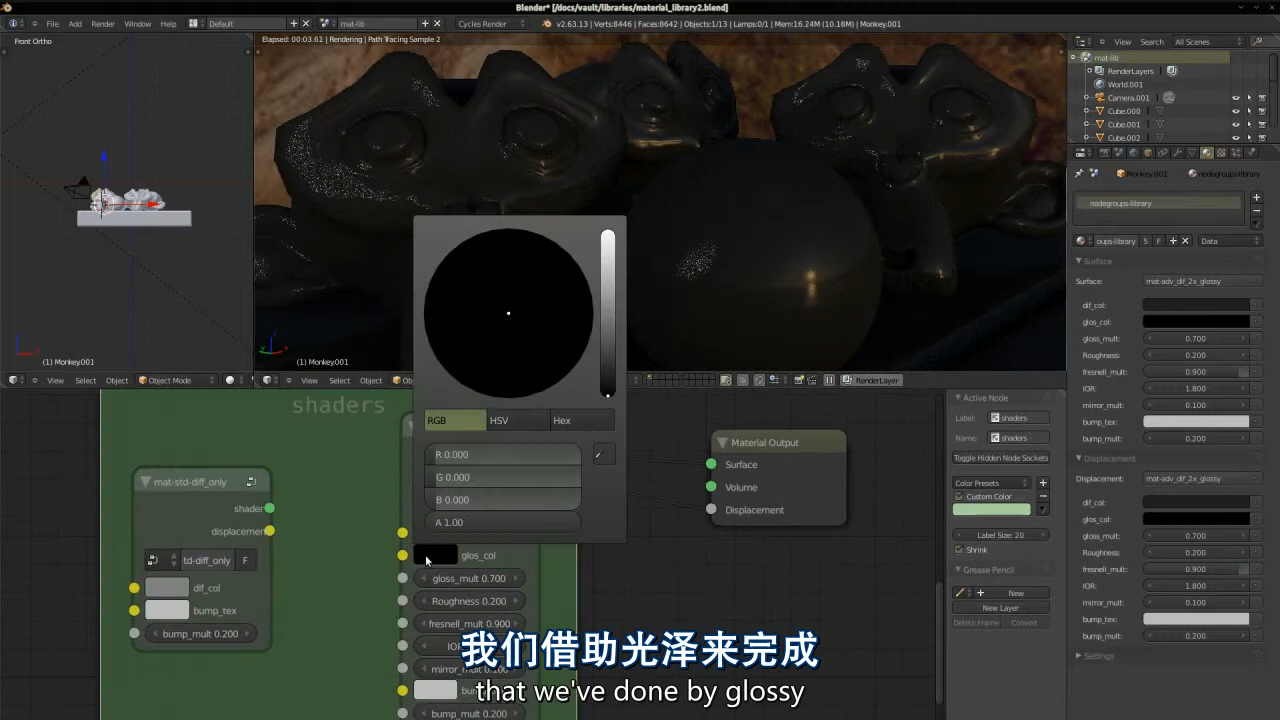 Blender* [/docs/vault/libraries/material_library2.blend]
File Add Render Window Help Default mat-lib Cycles Render v2.63.13 | Verts:8446 | Faces:8642 | Objects:1/13 | Lamps:0/1 | Mem:16.24M (10.18M) | Monkey.001
Front Ortho
Elapsed: 00:03.61 | Rendering | Path Tracing Sample 2
View Search All Scenes
mat-lib
RenderLayers
World.001
Camera.001
Cube.000
Cube.001
Cube.002
Monkey.001 nodegroups-library
nodegroups-library
oups-library 5 F Data
Surface
Surface: mat-adv_dif_2x_glossy
dif_col:
glos_col:
gloss_mult: 0.700
Roughness: 0.200
fresnell_mult: 0.900
IOR: 1.800
mirror_mult: 0.100
bump_tex:
bump_mult: 0.200
Displacement
Displacement: mat-adv_dif_2x_glossy
dif_col:
glos_col:
gloss_mult: 0.700
Roughness: 0.200
fresnell_mult: 0.900
IOR: 1.800
mirror_mult: 0.100
bump_tex:
bump_mult: 0.200
Settings
(1) Monkey.001
(1) Monkey.001
View Select Object Object Mode
View Select Object Ob
RenderLayer
shaders
mat-std-diff_only
shader
displacement
td-diff_only F
dif_col
bump_tex
bump_mult 0.200
RGB HSV Hex
R 0.000
G 0.000
B 0.000
A 1.00
glos_col
gloss_mult 0.700
Roughness 0.200
fresnell_mult 0.900
IOR
mirror_mult 0.100
bu
bump_mult 0.200
Material Output
Surface
Volume
Displacement
Active Node
Label: shaders
Name: shaders
Toggle Hidden Node Sockets
Color Presets
Custom Color
Label Size: 20
Shrink
Grease Pencil
New
New Layer
Delete Frame Convert
我们借助光泽来完成
that we've done by glossy